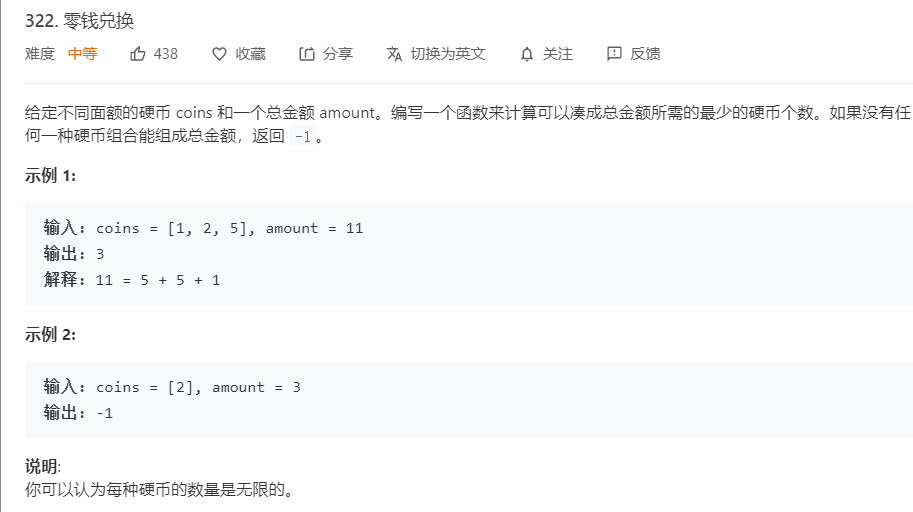 322. 零钱兑换
难度 中等 438 收藏 分享 切换为英文 关注 反馈
给定不同面额的硬币 coins 和一个总金额 amount。编写一个函数来计算可以凑成总金额所需的最少的硬币个数。如果没有任
何一种硬币组合能组成总金额，返回 -1 。
示例 1:
输入：coins = [1, 2, 5], amount = 11
输出：3
解释：11 = 5 + 5 + 1
示例 2:
输入：coins = [2], amount = 3
输出：-1
说明:
你可以认为每种硬币的数量是无限的。